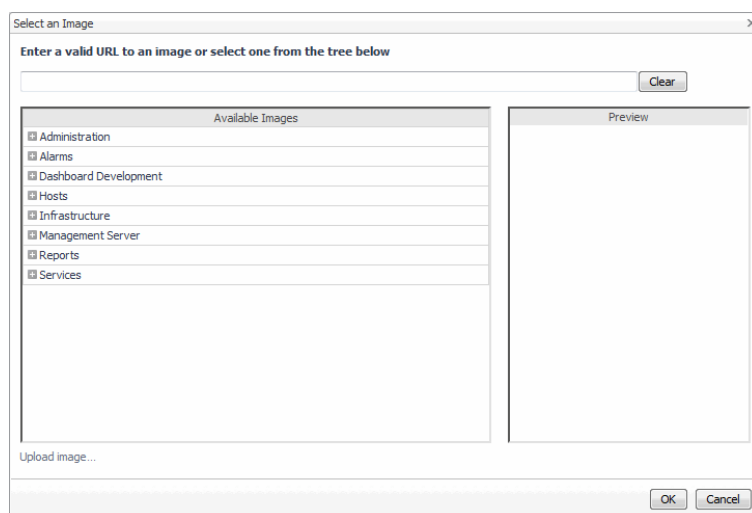 Select an Image
Enter a valid URL to an image or select one from the tree below
Clear
Available Images
Administration
Alarms
Dashboard Development
Hosts
Infrastructure
Management Server
Reports
Services
Preview
Upload image...
OK
Cancel